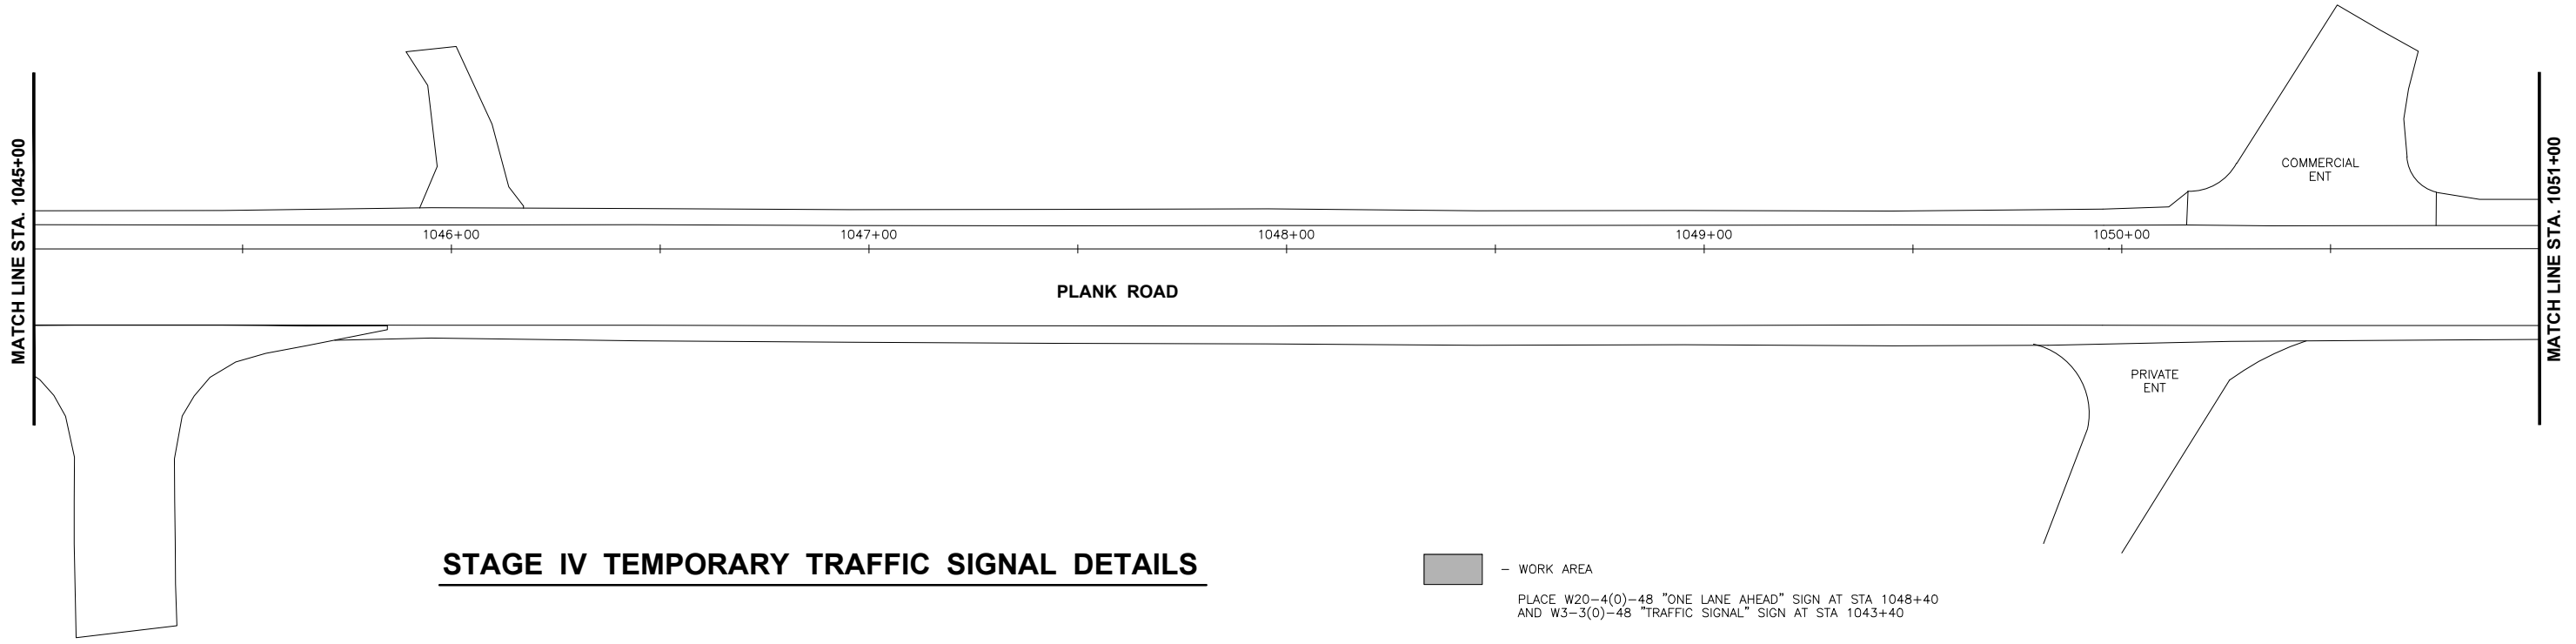 MATCH LINE STA. 1045+00
COMMERCIAL
ENT
MATCH LINE STA. 1051+00
1046+00
1047+00
1048+00
1049+00
1050+00
PLANK ROAD
PRIVATE
ENT
STAGE IV TEMPORARY TRAFFIC SIGNAL DETAILS
– WORK AREA
PLACE W20–4(0)–48 "ONE LANE AHEAD" SIGN AT STA 1048+40
AND W3–3(0)–48 "TRAFFIC SIGNAL" SIGN AT STA 1043+40